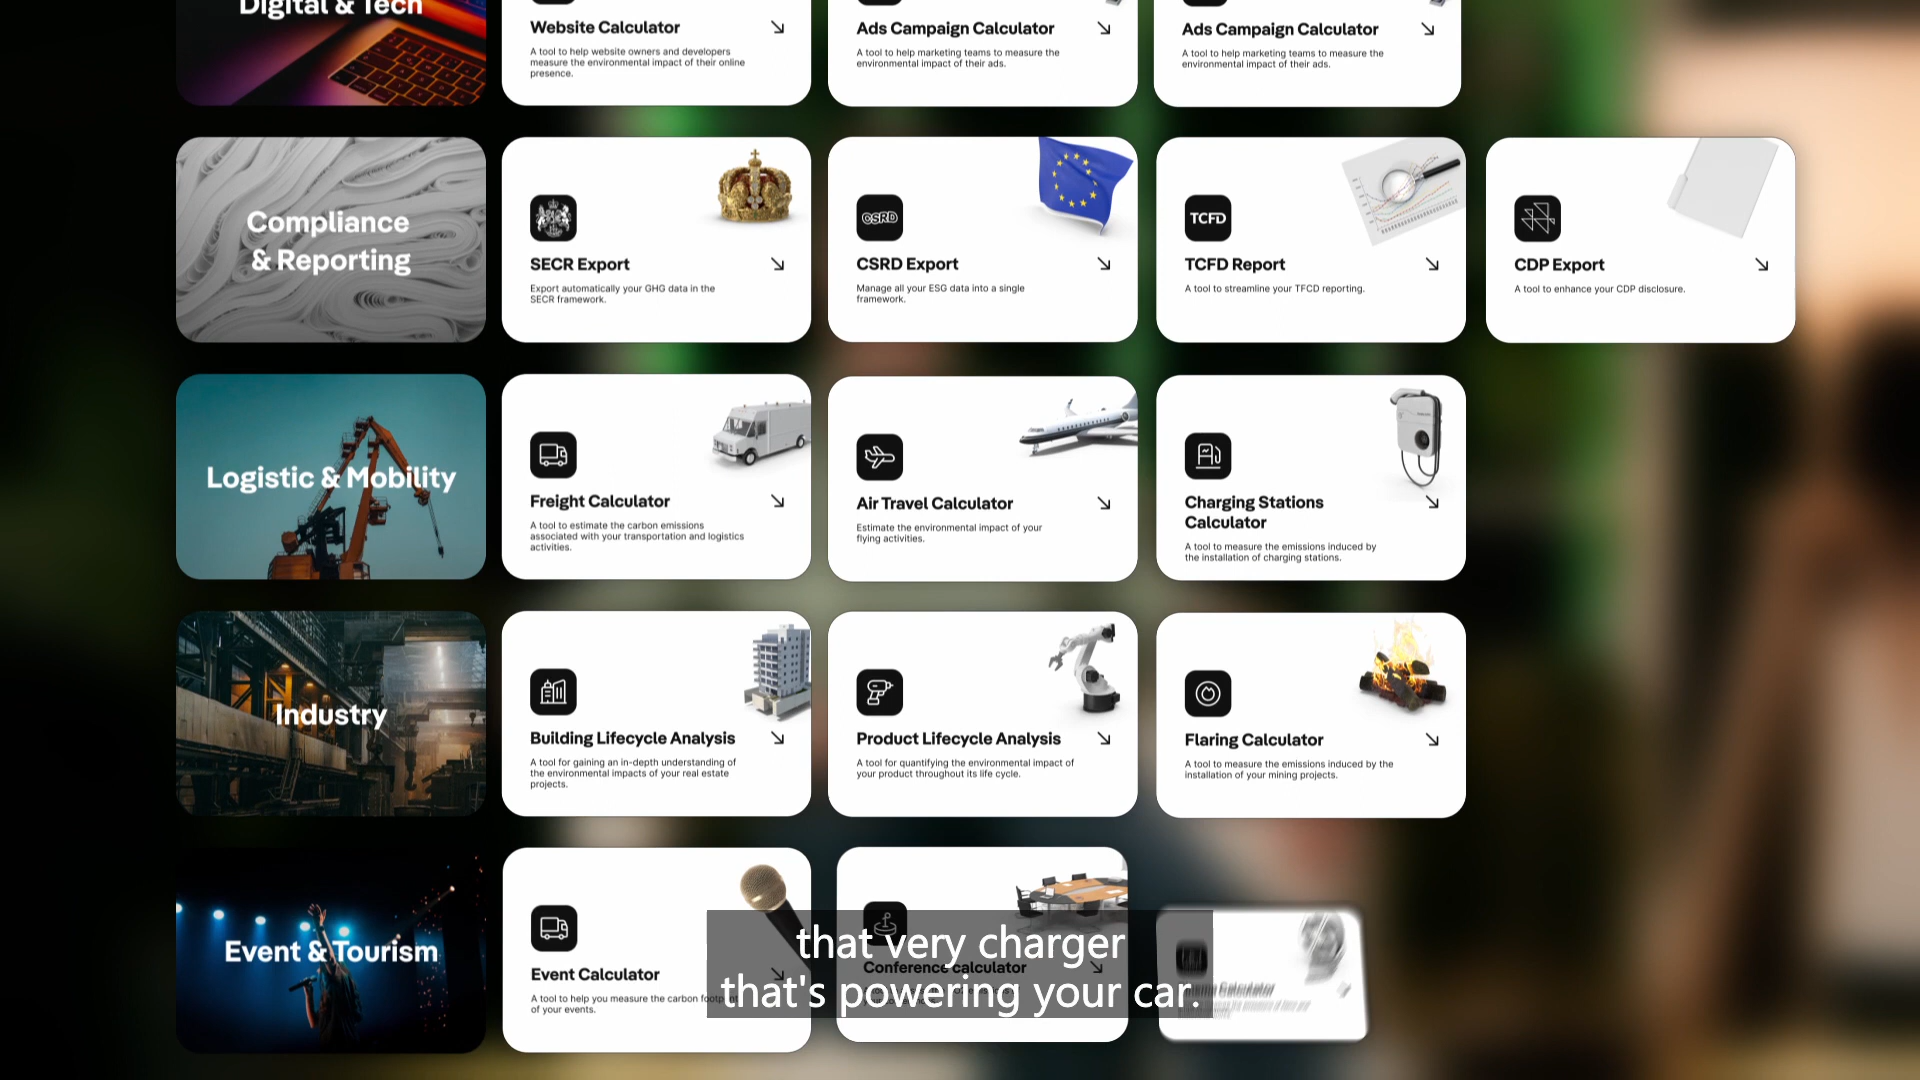 Digital & Tech
Website Calculator
A tool to help website owners and developers
measure the environmental impact of their online
presence.
Ads Campaign Calculator
A tool to help marketing teams to measure the
environmental impact of their ads.
Ads Campaign Calculator
A tool to help marketing teams to measure the
environmental impact of their ads.
Compliance
& Reporting
SECR Export
Export automatically your GHG data in the
SECR framework.
CSRD
CSRD Export
Manage all your ESG data into a single
framework.
TCFD
TCFD Report
A tool to streamline your TFCD reporting.
CDP Export
A tool to enhance your CDP disclosure.
Logistic & Mobility
Freight Calculator
A tool to estimate the carbon emissions
associated with your transportation and logistics
activities.
Air Travel Calculator
Estimate the environmental impact of your
flying activities.
Charging Stations
Calculator
A tool to measure the emissions induced by
the installation of charging stations.
Industry
Building Lifecycle Analysis
A tool for gaining an in-depth understanding of
the environmental impacts of your real estate
projects.
Product Lifecycle Analysis
A tool for quantifying the environmental impact of
your product throughout its life cycle.
Flaring Calculator
A tool to measure the emissions induced by the
installation of your mining projects.
Event & Tourism
Event Calculator
A tool to help you measure the carbon footprint
of your events.
Conference calculator
Calculator
that very charger
that's powering your car.